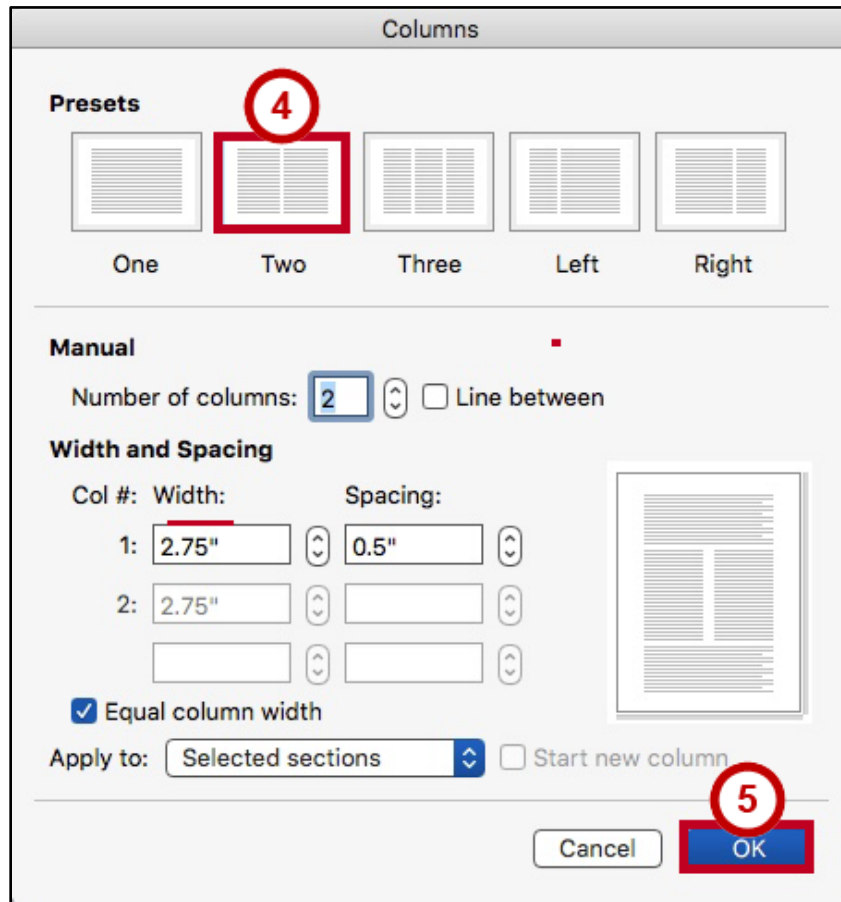 Columns
Presets
4
One Two Three Left Right
Manual
Number of columns: 2 Line between
Width and Spacing
Col #: Width: Spacing:
1: 2.75" 0.5"
2: 2.75"
Equal column width
Apply to: Selected sections Start new column
5
Cancel OK